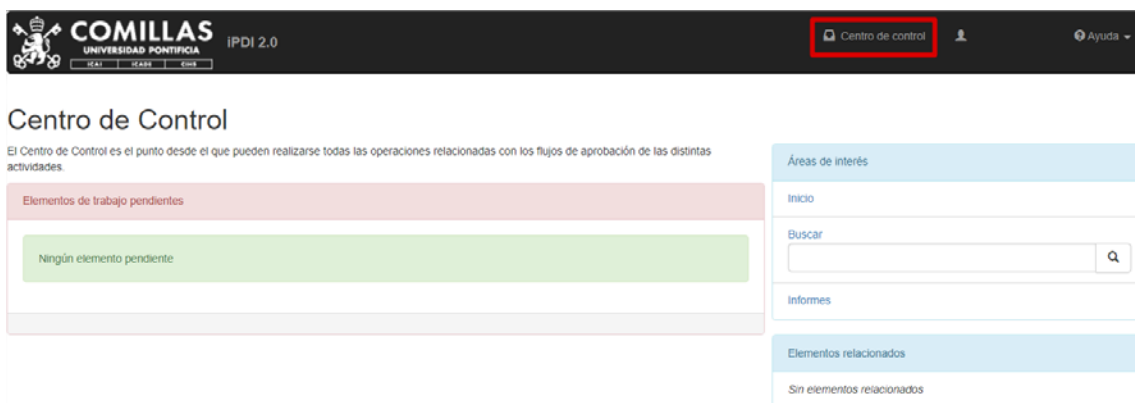 COMILLAS
UNIVERSIDAD PONTIFICIA
ICAI ICADE CIHS
iPDI 2.0
Centro de control
Ayuda
Centro de Control
El Centro de Control es el punto desde el que pueden realizarse todas las operaciones relacionadas con los flujos de aprobación de las distintas
actividades.
Elementos de trabajo pendientes
Ningún elemento pendiente
Áreas de interés
Inicio
Buscar
Informes
Elementos relacionados
Sin elementos relacionados